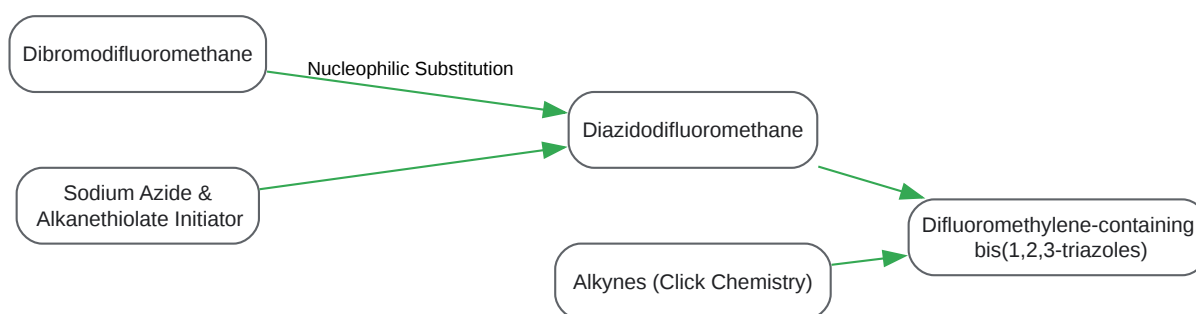 Dibromodifluoromethane
Nucleophilic Substitution
Diazidodifluoromethane
Sodium Azide &
Alkanethiolate Initiator
Difluoromethylene-containing
bis(1,2,3-triazoles)
Alkynes (Click Chemistry)